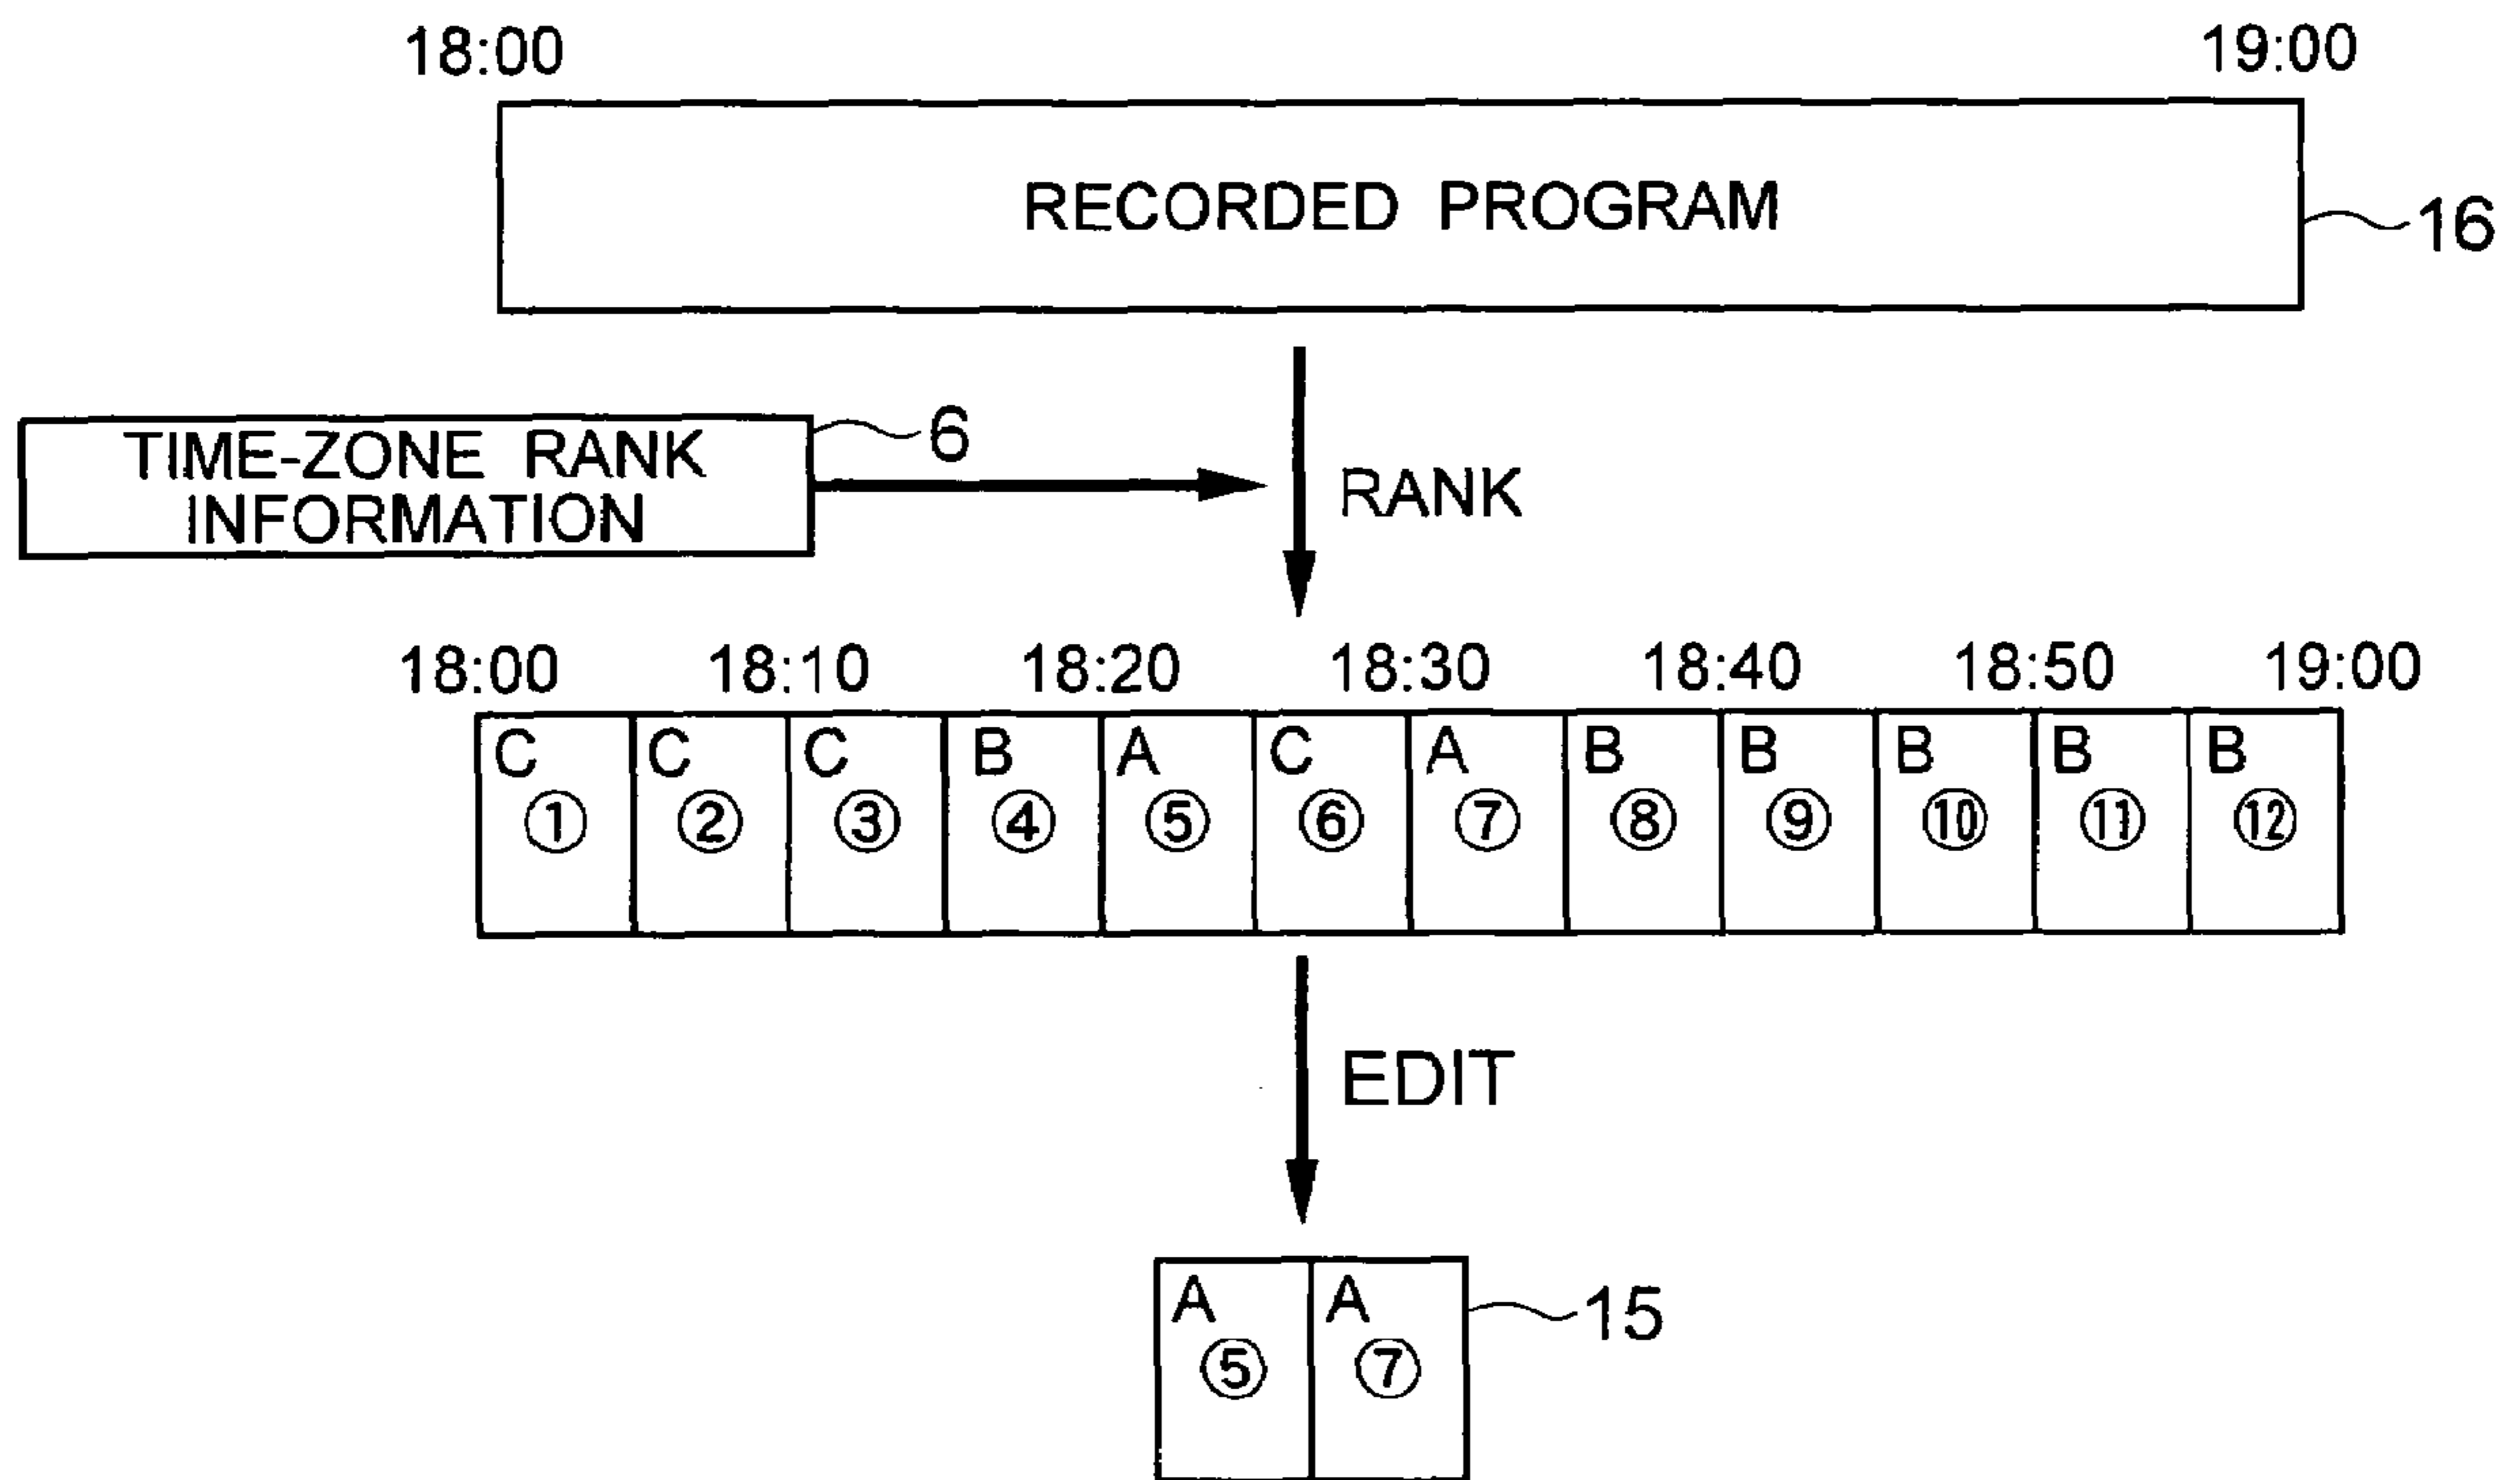 18:00 19:00
RECORDED PROGRAM
16
TIME-ZONE RANK
INFORMATION
6
RANK
18:00 18:10 18:20 18:30 18:40 18:50 19:00
C C C B A C A B B B B B
① ② ③ ④ ⑤ ⑥ ⑦ ⑧ ⑨ ⑩ ⑪ ⑫
EDIT
A A
15
⑤ ⑦